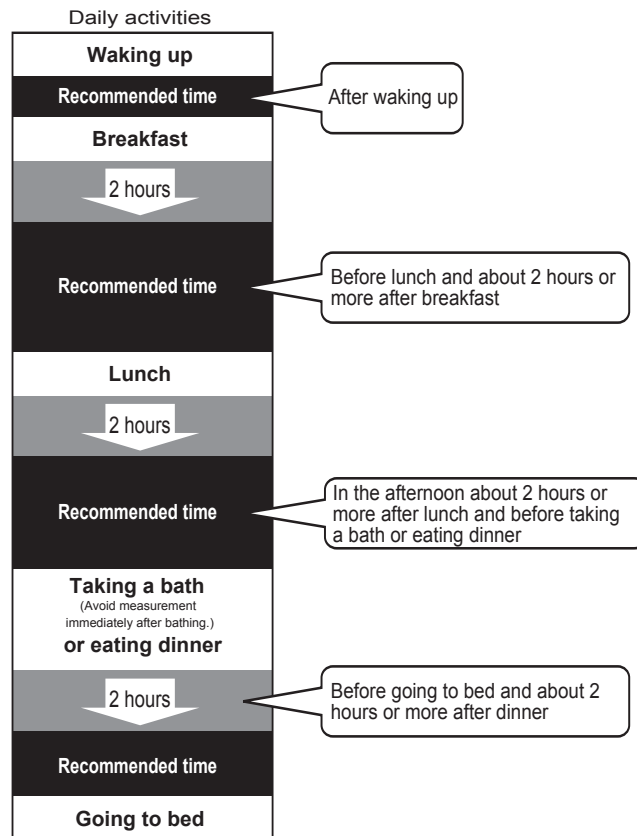 Daily activities
Waking up
Recommended time
After waking up
Breakfast
2 hours
Recommended time
Before lunch and about 2 hours or
more after breakfast
Lunch
2 hours
Recommended time
In the afternoon about 2 hours or
more after lunch and before taking
a bath or eating dinner
Taking a bath
(Avoid measurement
immediately after bathing.)
or eating dinner
2 hours
Before going to bed and about 2
hours or more after dinner
Recommended time
Going to bed